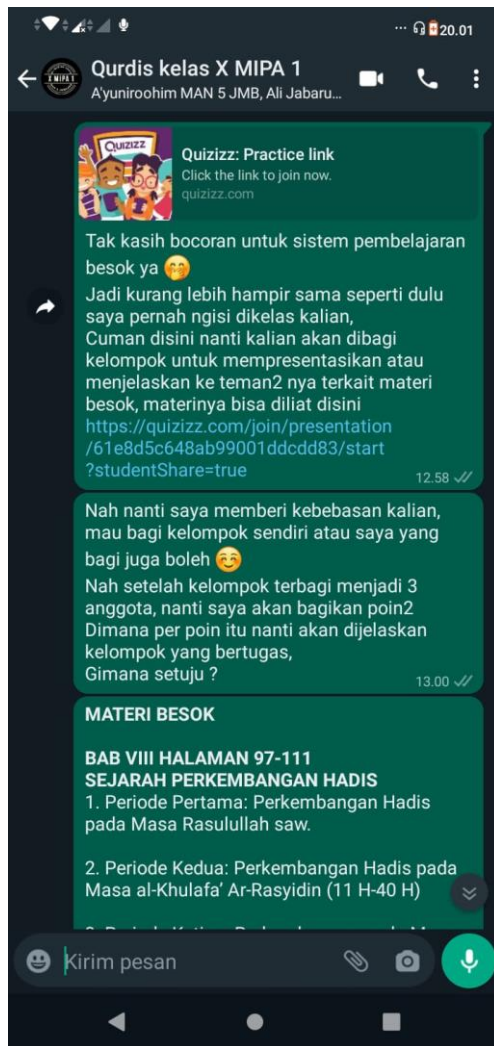 20.01
X MIPA 1
Qurdis kelas X MIPA 1
A'yuniroohim MAN 5 JMB, Ali Jabaru...
QUIZIZZ
Quizizz: Practice link
Click the link to join now.
quizizz.com
Tak kasih bocoran untuk sistem pembelajaran
besok ya 🤭
Jadi kurang lebih hampir sama seperti dulu
saya pernah ngisi dikelas kalian,
Cuman disini nanti kalian akan dibagi
kelompok untuk mempresentasikan atau
menjelaskan ke teman2 nya terkait materi
besok, materinya bisa diliat disini
https://quizizz.com/join/presentation
/61e8d5c648ab99001ddcdd83/start
?studentShare=true
12.58
Nah nanti saya memberi kebebasan kalian,
mau bagi kelompok sendiri atau saya yang
bagi juga boleh ☺️
Nah setelah kelompok terbagi menjadi 3
anggota, nanti saya akan bagikan poin2
Dimana per poin itu nanti akan dijelaskan
kelompok yang bertugas,
Gimana setuju ?
13.00
MATERI BESOK
BAB VIII HALAMAN 97-111
SEJARAH PERKEMBANGAN HADIS
1. Periode Pertama: Perkembangan Hadis
pada Masa Rasulullah saw.
2. Periode Kedua: Perkembangan Hadis pada
Masa al-Khulafa' Ar-Rasyidin (11 H-40 H)
Kirim pesan